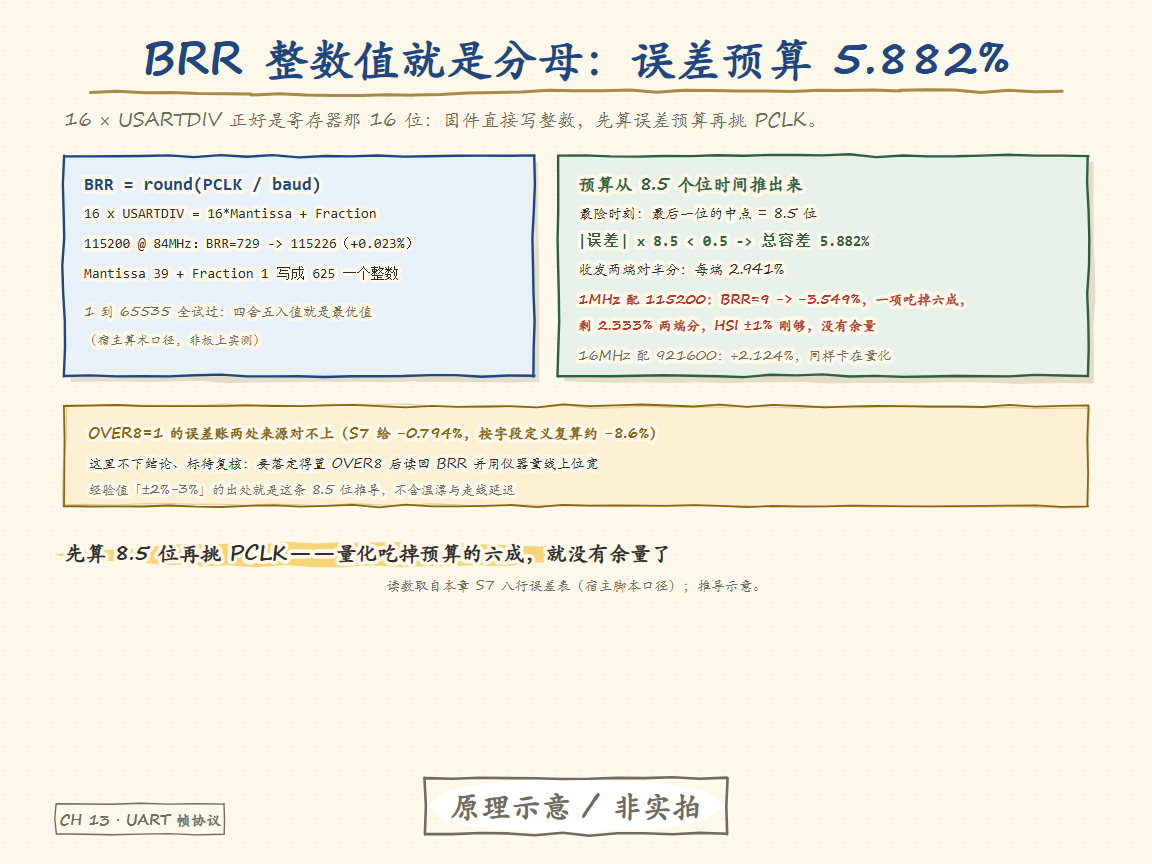 BRR 整数值就是分母：误差预算 5.882%
16 × USARTDIV 正好是寄存器那 16 位：固件直接写整数，先算误差预算再挑 PCLK。
BRR = round(PCLK / baud)
16 x USARTDIV = 16*Mantissa + Fraction
115200 @ 84MHz：BRR=729 -> 115226（+0.023%）
Mantissa 39 + Fraction 1 写成 625 一个整数
1 到 65535 全试过：四舍五入值就是最优值
（宿主算术口径，非板上实测）
预算从 8.5 个位时间推出来
最险时刻：最后一位的中点 = 8.5 位
|误差| x 8.5 < 0.5 -> 总容差 5.882%
收发两端对半分：每端 2.941%
1MHz 配 115200：BRR=9 -> -3.549%，一项吃掉六成，
剩 2.333% 两端分，HSI ±1% 刚够，没有余量
16MHz 配 921600：+2.124%，同样卡在量化
OVER8=1 的误差账两处来源对不上（S7 给 -0.794%，按字段定义复算约 -8.6%）
这里不下结论、标待复核：要落定得置 OVER8 后读回 BRR 并用仪器量线上位宽
经验值「±2%-3%」的出处就是这条 8.5 位推导，不含温漂与走线延迟
先算 8.5 位再挑 PCLK——量化吃掉预算的六成，就没有余量了
读数取自本章 S7 八行误差表（宿主脚本口径）；推导示意。
原理示意 / 非实拍
CH 13 · UART 帧协议